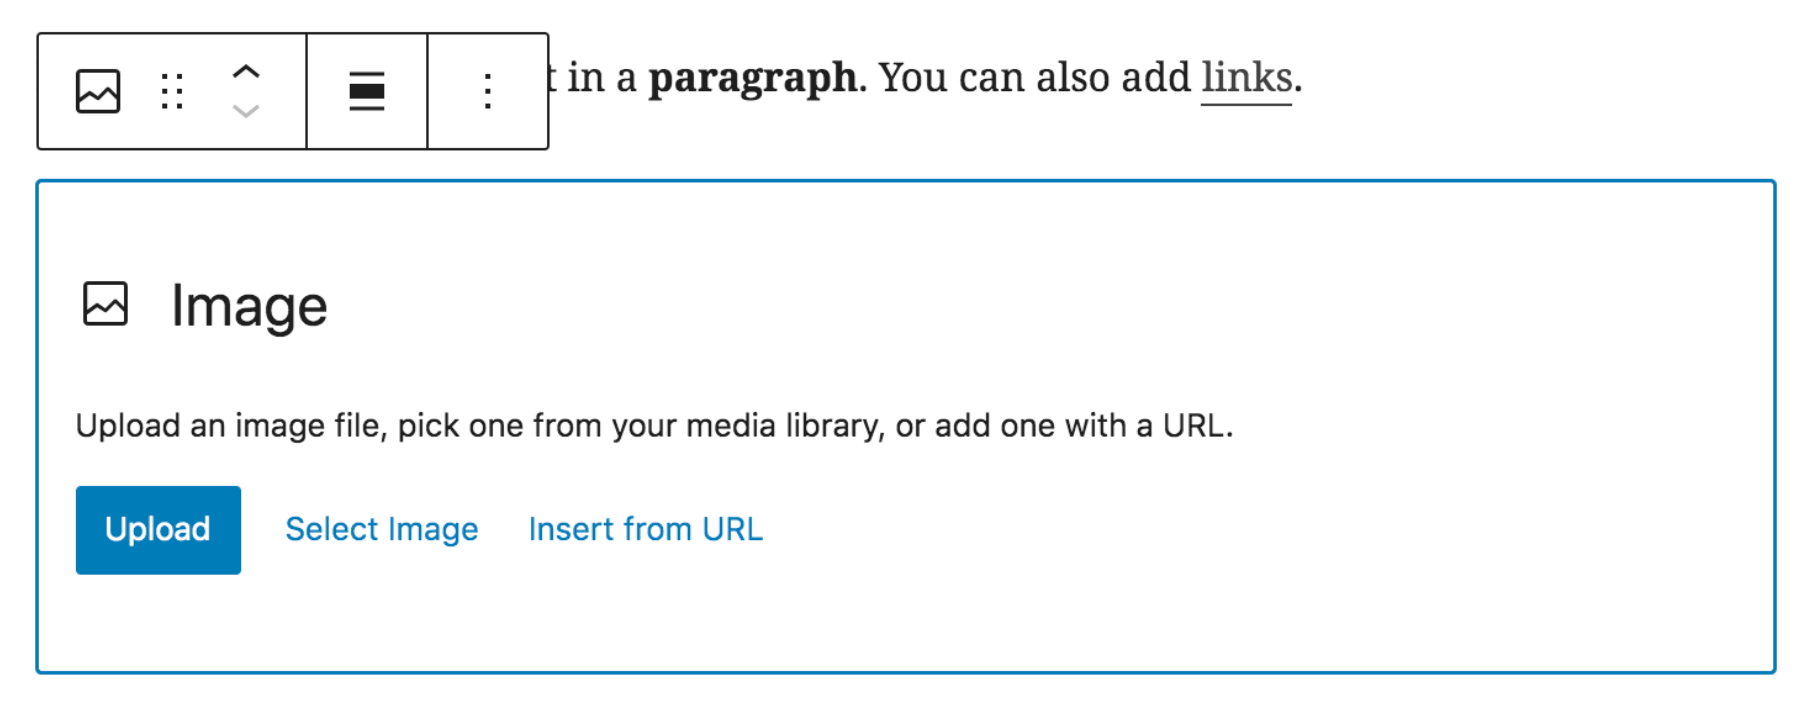 in a paragraph. You can also add links.
Image
Upload an image file, pick one from your media library, or add one with a URL.
Upload Select Image Insert from URL